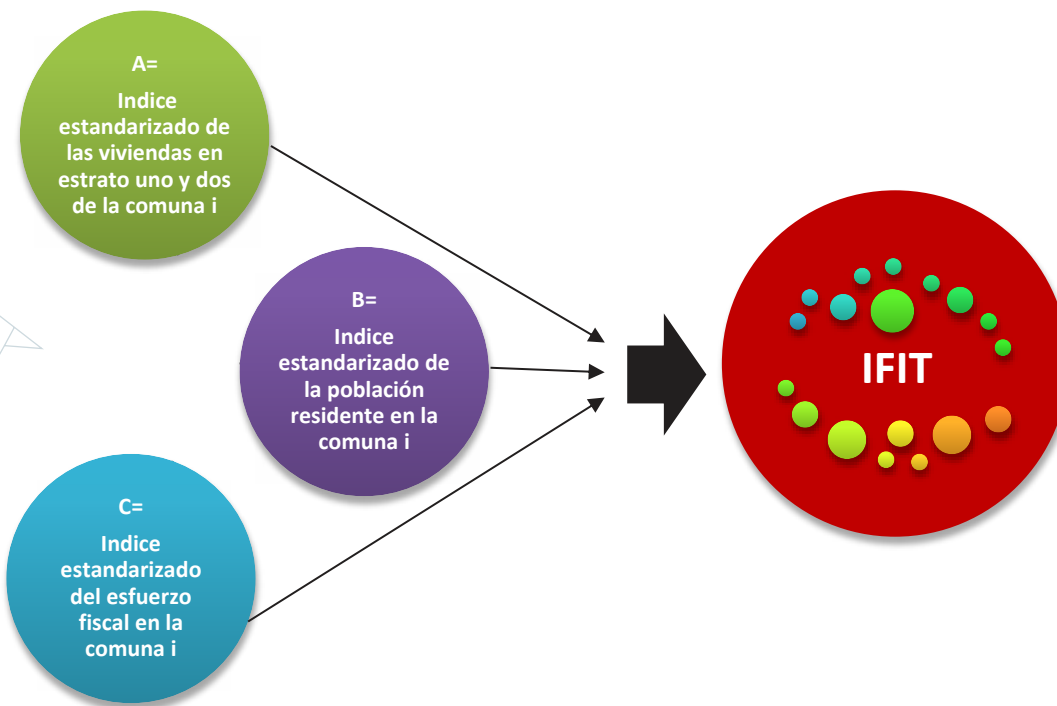 A=
Indice
estandarizado de
las viviendas en
estrato uno y dos
de la comuna i
B=
Indice
estandarizado de
la población
residente en la
comuna i
C=
Indice
estandarizado
del esfuerzo
fiscal en la
comuna i
IFIT